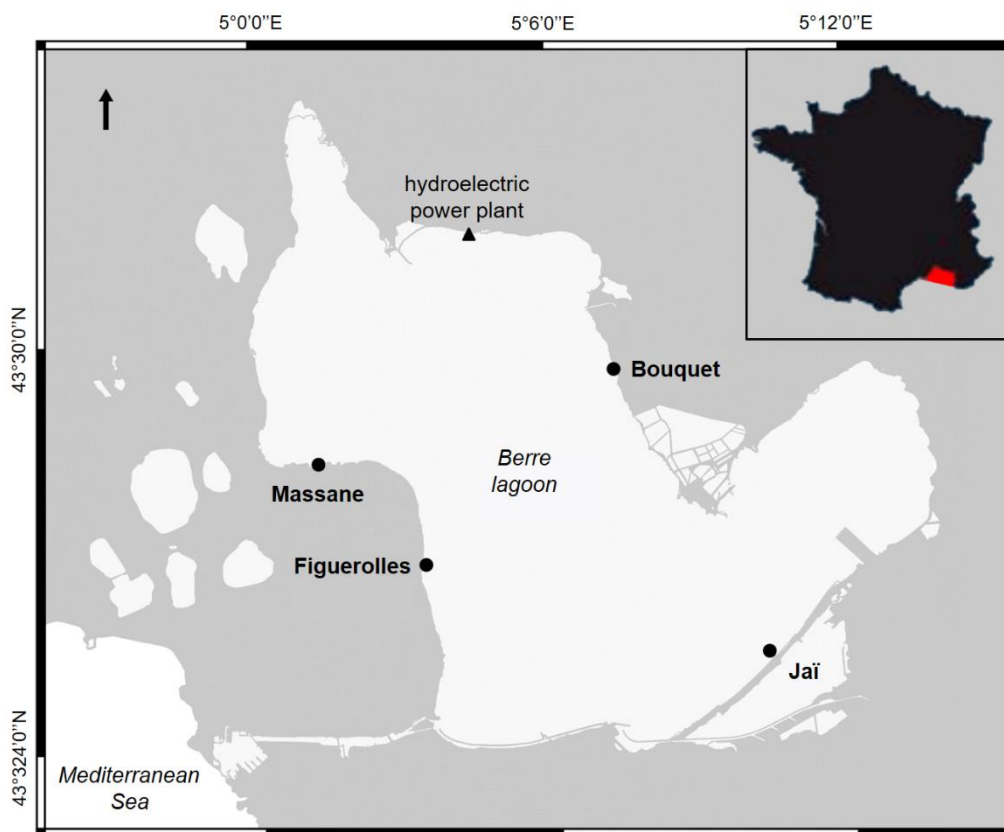 5°0'0''E
5°6'0''E
5°12'0''E
hydroelectric
power plant
43°30'0''N
Bouquet
Berre
lagoon
Massane
Figuerolles
Jaï
43°324'0''N
Mediterranean
Sea